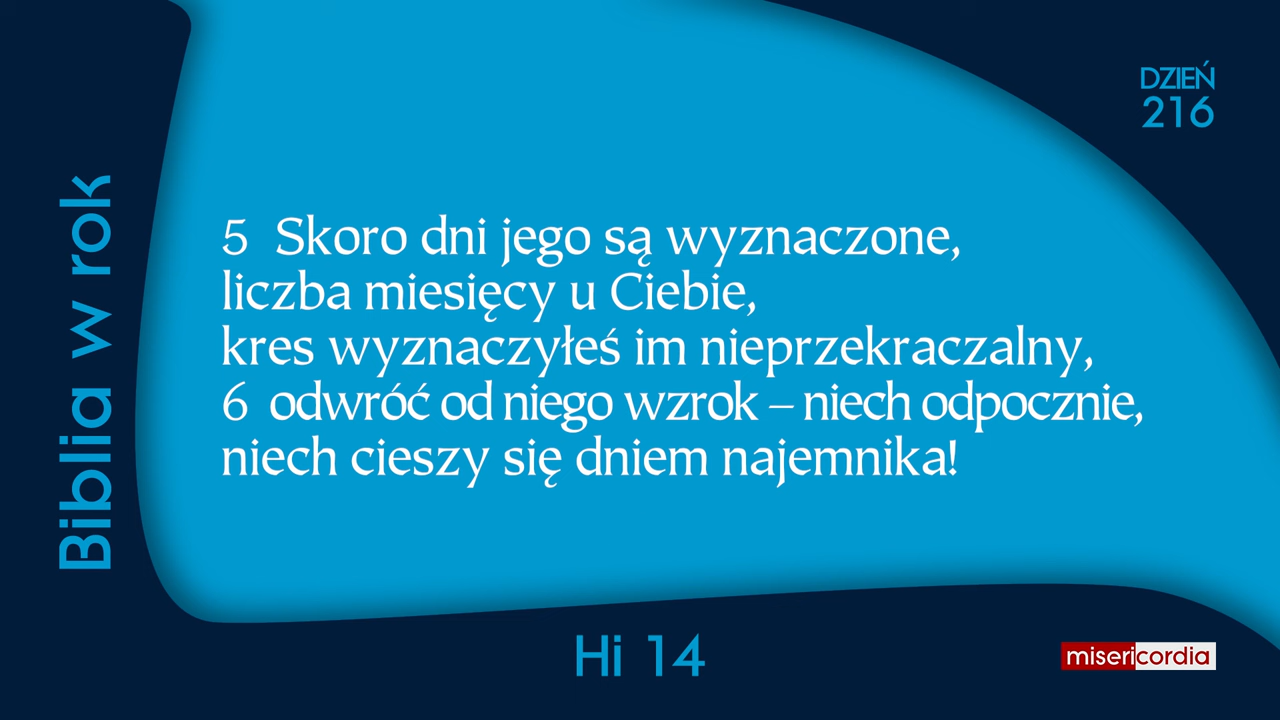 DZIEŃ
216
Biblia w rok
5 Skoro dni jego są wyznaczone,
liczba miesięcy u Ciebie,
kres wyznaczyłeś im nieprzekraczalny,
6 odwróć od niego wzrok – niech odpocznie,
niech cieszy się dniem najemnika!
Hi 14
misericordia